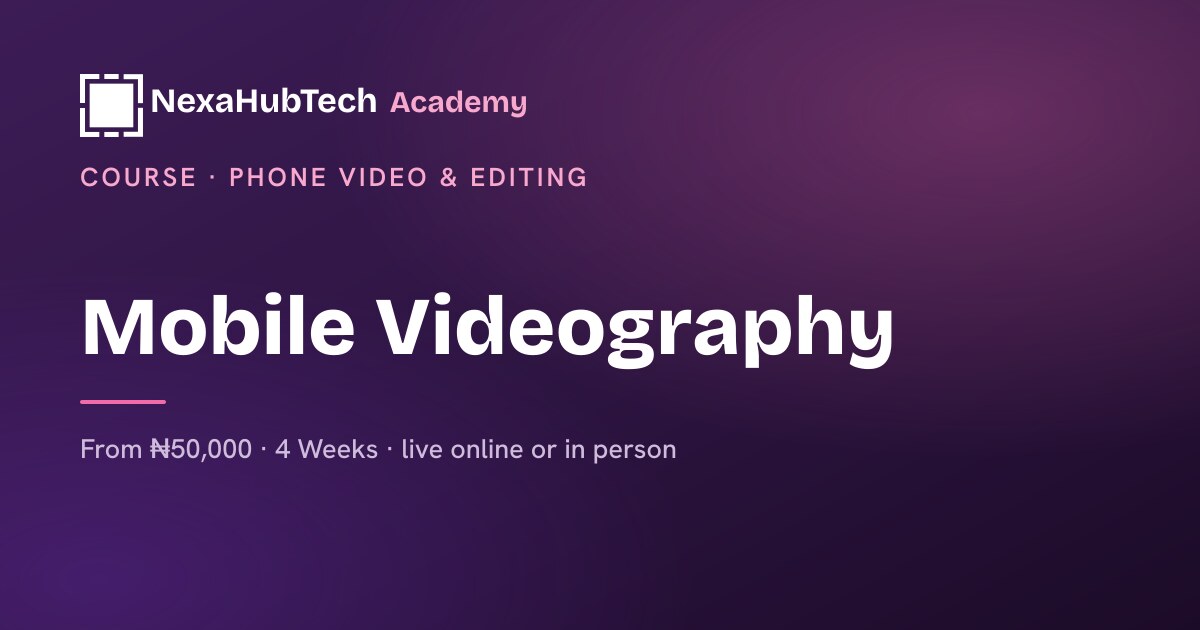 NexaHubTech Academy
COURSE · PHONE VIDEO & EDITING
Mobile Videography
From ₦50,000 · 4 Weeks · live online or in person